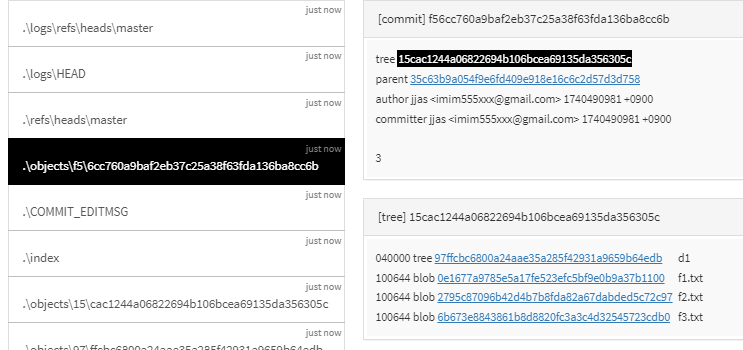 just now
.\logs\refs\heads\master
just now
.\logs\HEAD
just now
.\refs\heads\master
just now
.\objects\f5\6cc760a9baf2eb37c25a38f63fda136ba8cc6b
just now
.\COMMIT_EDITMSG
just now
.\index
just now
.\objects\15\cac1244a06822694b106bcea69135da356305c
just now
.\objects\97\ffcbc6800a24aae35a285f42931a9659b64edb
[commit] f56cc760a9baf2eb37c25a38f63fda136ba8cc6b
tree 15cac1244a06822694b106bcea69135da356305c
parent 35c63b9a054f9e6fd409e918e16c6c2d57d3d758
author jjas <imim555xxx@gmail.com> 1740490981 +0900
committer jjas <imim555xxx@gmail.com> 1740490981 +0900
3
[tree] 15cac1244a06822694b106bcea69135da356305c
040000 tree 97ffcbc6800a24aae35a285f42931a9659b64edb d1
100644 blob 0e1677a9785e5a17fe523efc5bf9e0b9a37b1100 f1.txt
100644 blob 2795c87096b42d4b7b8fda82a67dabded5c72c97 f2.txt
100644 blob 6b673e8843861b8d8820fc3a3c4d32545723cdb0 f3.txt